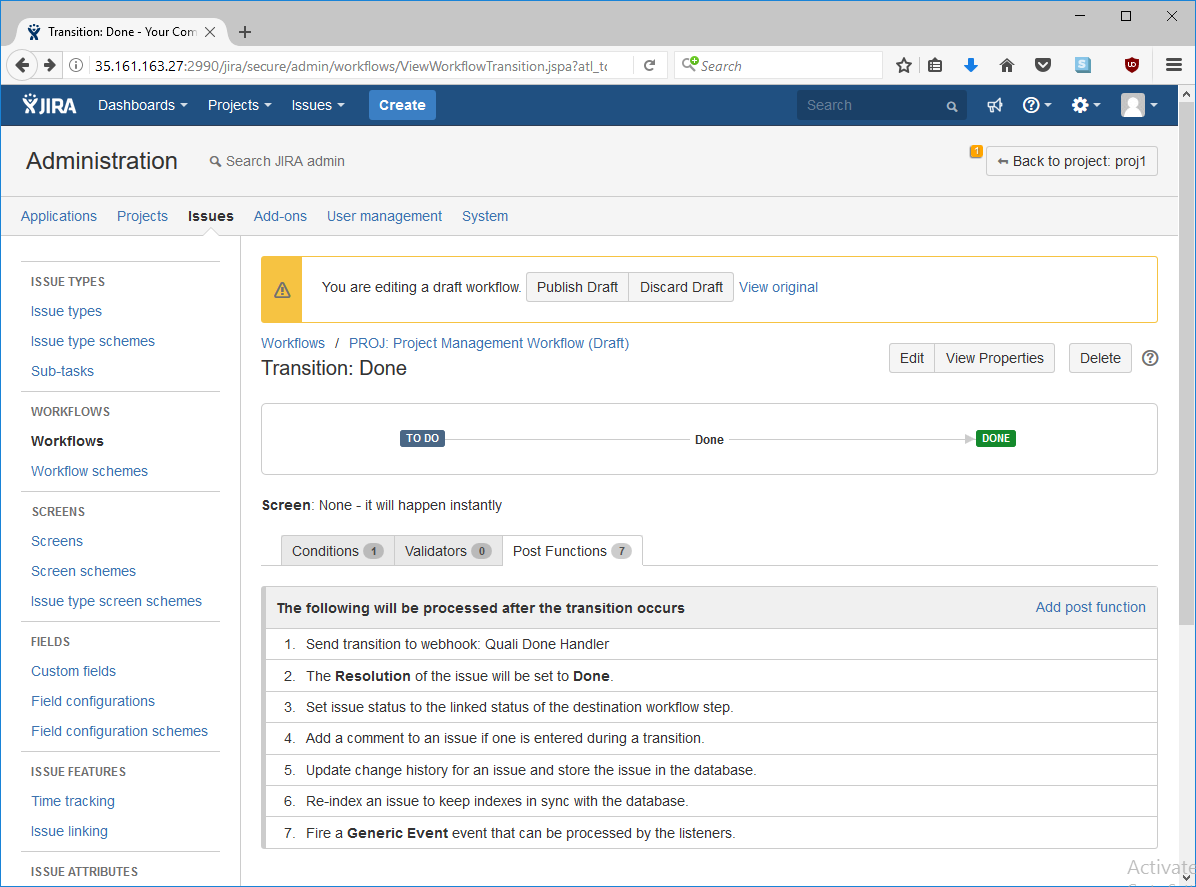 Transition: Done - Your Com
35.161.163.27:2990/jira/secure/admin/workflows/ViewWorkflowTransition.jspa?atl_tc
Search
JIRA Dashboards Projects Issues Create Search
Administration Search JIRA admin 1 Back to project: proj1
Applications Projects Issues Add-ons User management System
ISSUE TYPES
Issue types
Issue type schemes
Sub-tasks
WORKFLOWS
Workflows
Workflow schemes
SCREENS
Screens
Screen schemes
Issue type screen schemes
FIELDS
Custom fields
Field configurations
Field configuration schemes
ISSUE FEATURES
Time tracking
Issue linking
ISSUE ATTRIBUTES
You are editing a draft workflow. Publish Draft Discard Draft View original
Workflows / PROJ: Project Management Workflow (Draft)
Transition: Done
Edit View Properties Delete
TO DO Done DONE
Screen: None - it will happen instantly
Conditions 1 Validators 0 Post Functions 7
The following will be processed after the transition occurs Add post function
1. Send transition to webhook: Quali Done Handler
2. The Resolution of the issue will be set to Done.
3. Set issue status to the linked status of the destination workflow step.
4. Add a comment to an issue if one is entered during a transition.
5. Update change history for an issue and store the issue in the database.
6. Re-index an issue to keep indexes in sync with the database.
7. Fire a Generic Event event that can be processed by the listeners.
Activate